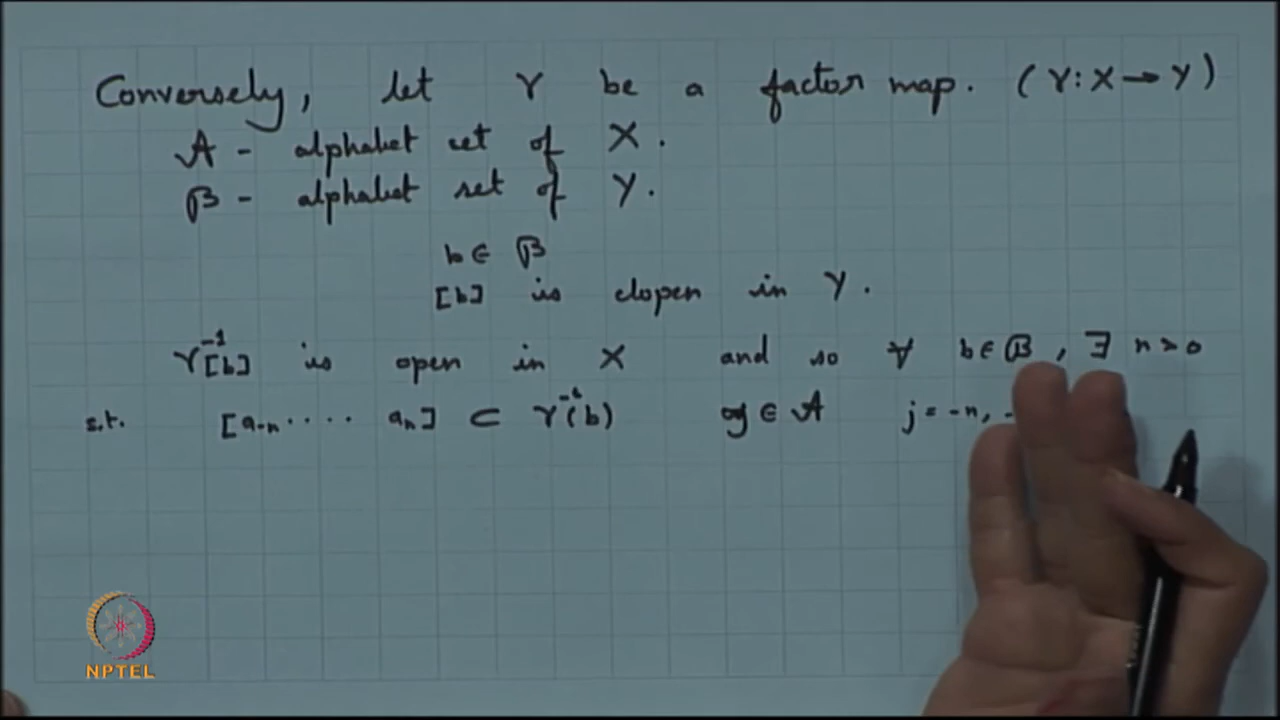 Conversely, let γ be a factor map. (γ: X → Y)
𝒜 - alphabet set of X.
ℬ - alphabet set of Y.
b ∈ ℬ
[b] is clopen in Y.
γ⁻¹[b] is open in X and so ∀ b ∈ ℬ, ∃ n > 0
s.t. [a₋ₙ ..... aₙ] ⊂ γ⁻¹(b) aⱼ ∈ 𝒜 j = -n, -
NPTEL